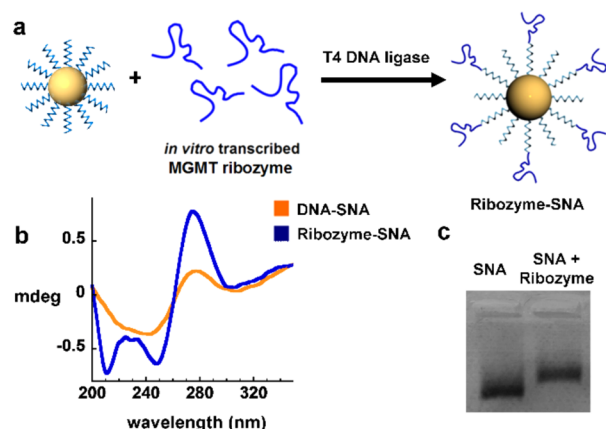 a
+
T4 DNA ligase
in vitro transcribed
MGMT ribozyme
Ribozyme-SNA
b
DNA-SNA
Ribozyme-SNA
0.5
0
-0.5
mdeg
200
240
280
320
wavelength (nm)
c
SNA
SNA +
Ribozyme